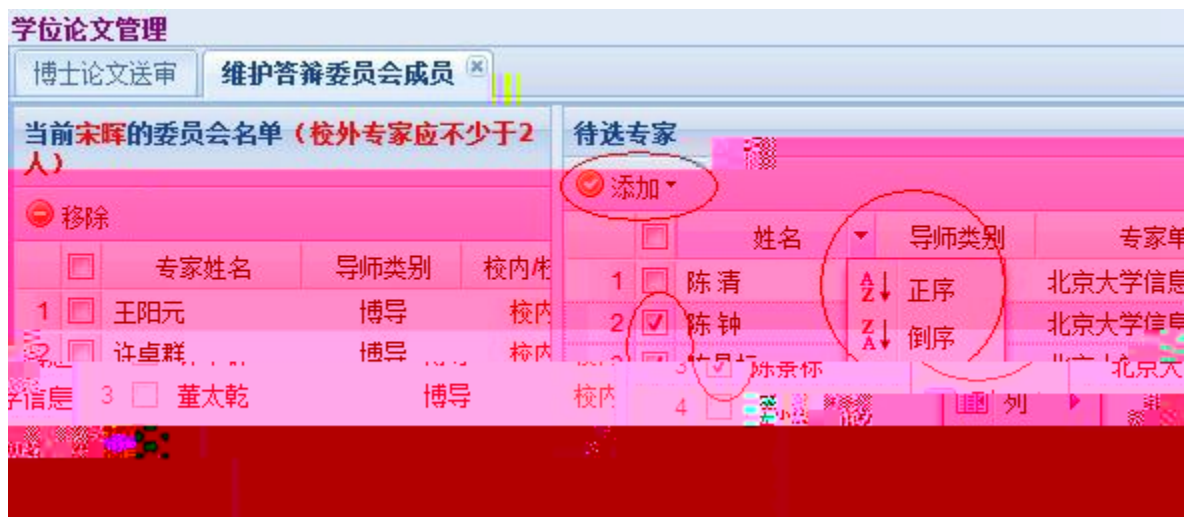 学位论文管理
博士论文送审 维护答辩委员会成员
当前宋晖的委员会名单（校外专家应不少于2人）
移除
专家姓名 导师类别 校内/校
1 王阳元 博导 校内
2 许卓群 博导 校内
3 董太乾 博导 校内
待选专家
添加
姓名 导师类别 专家单
1 陈清 北京大学信息
2 陈钟 北京大学信息
3 陈景标 北京大
4
正序
倒序
列
学信息